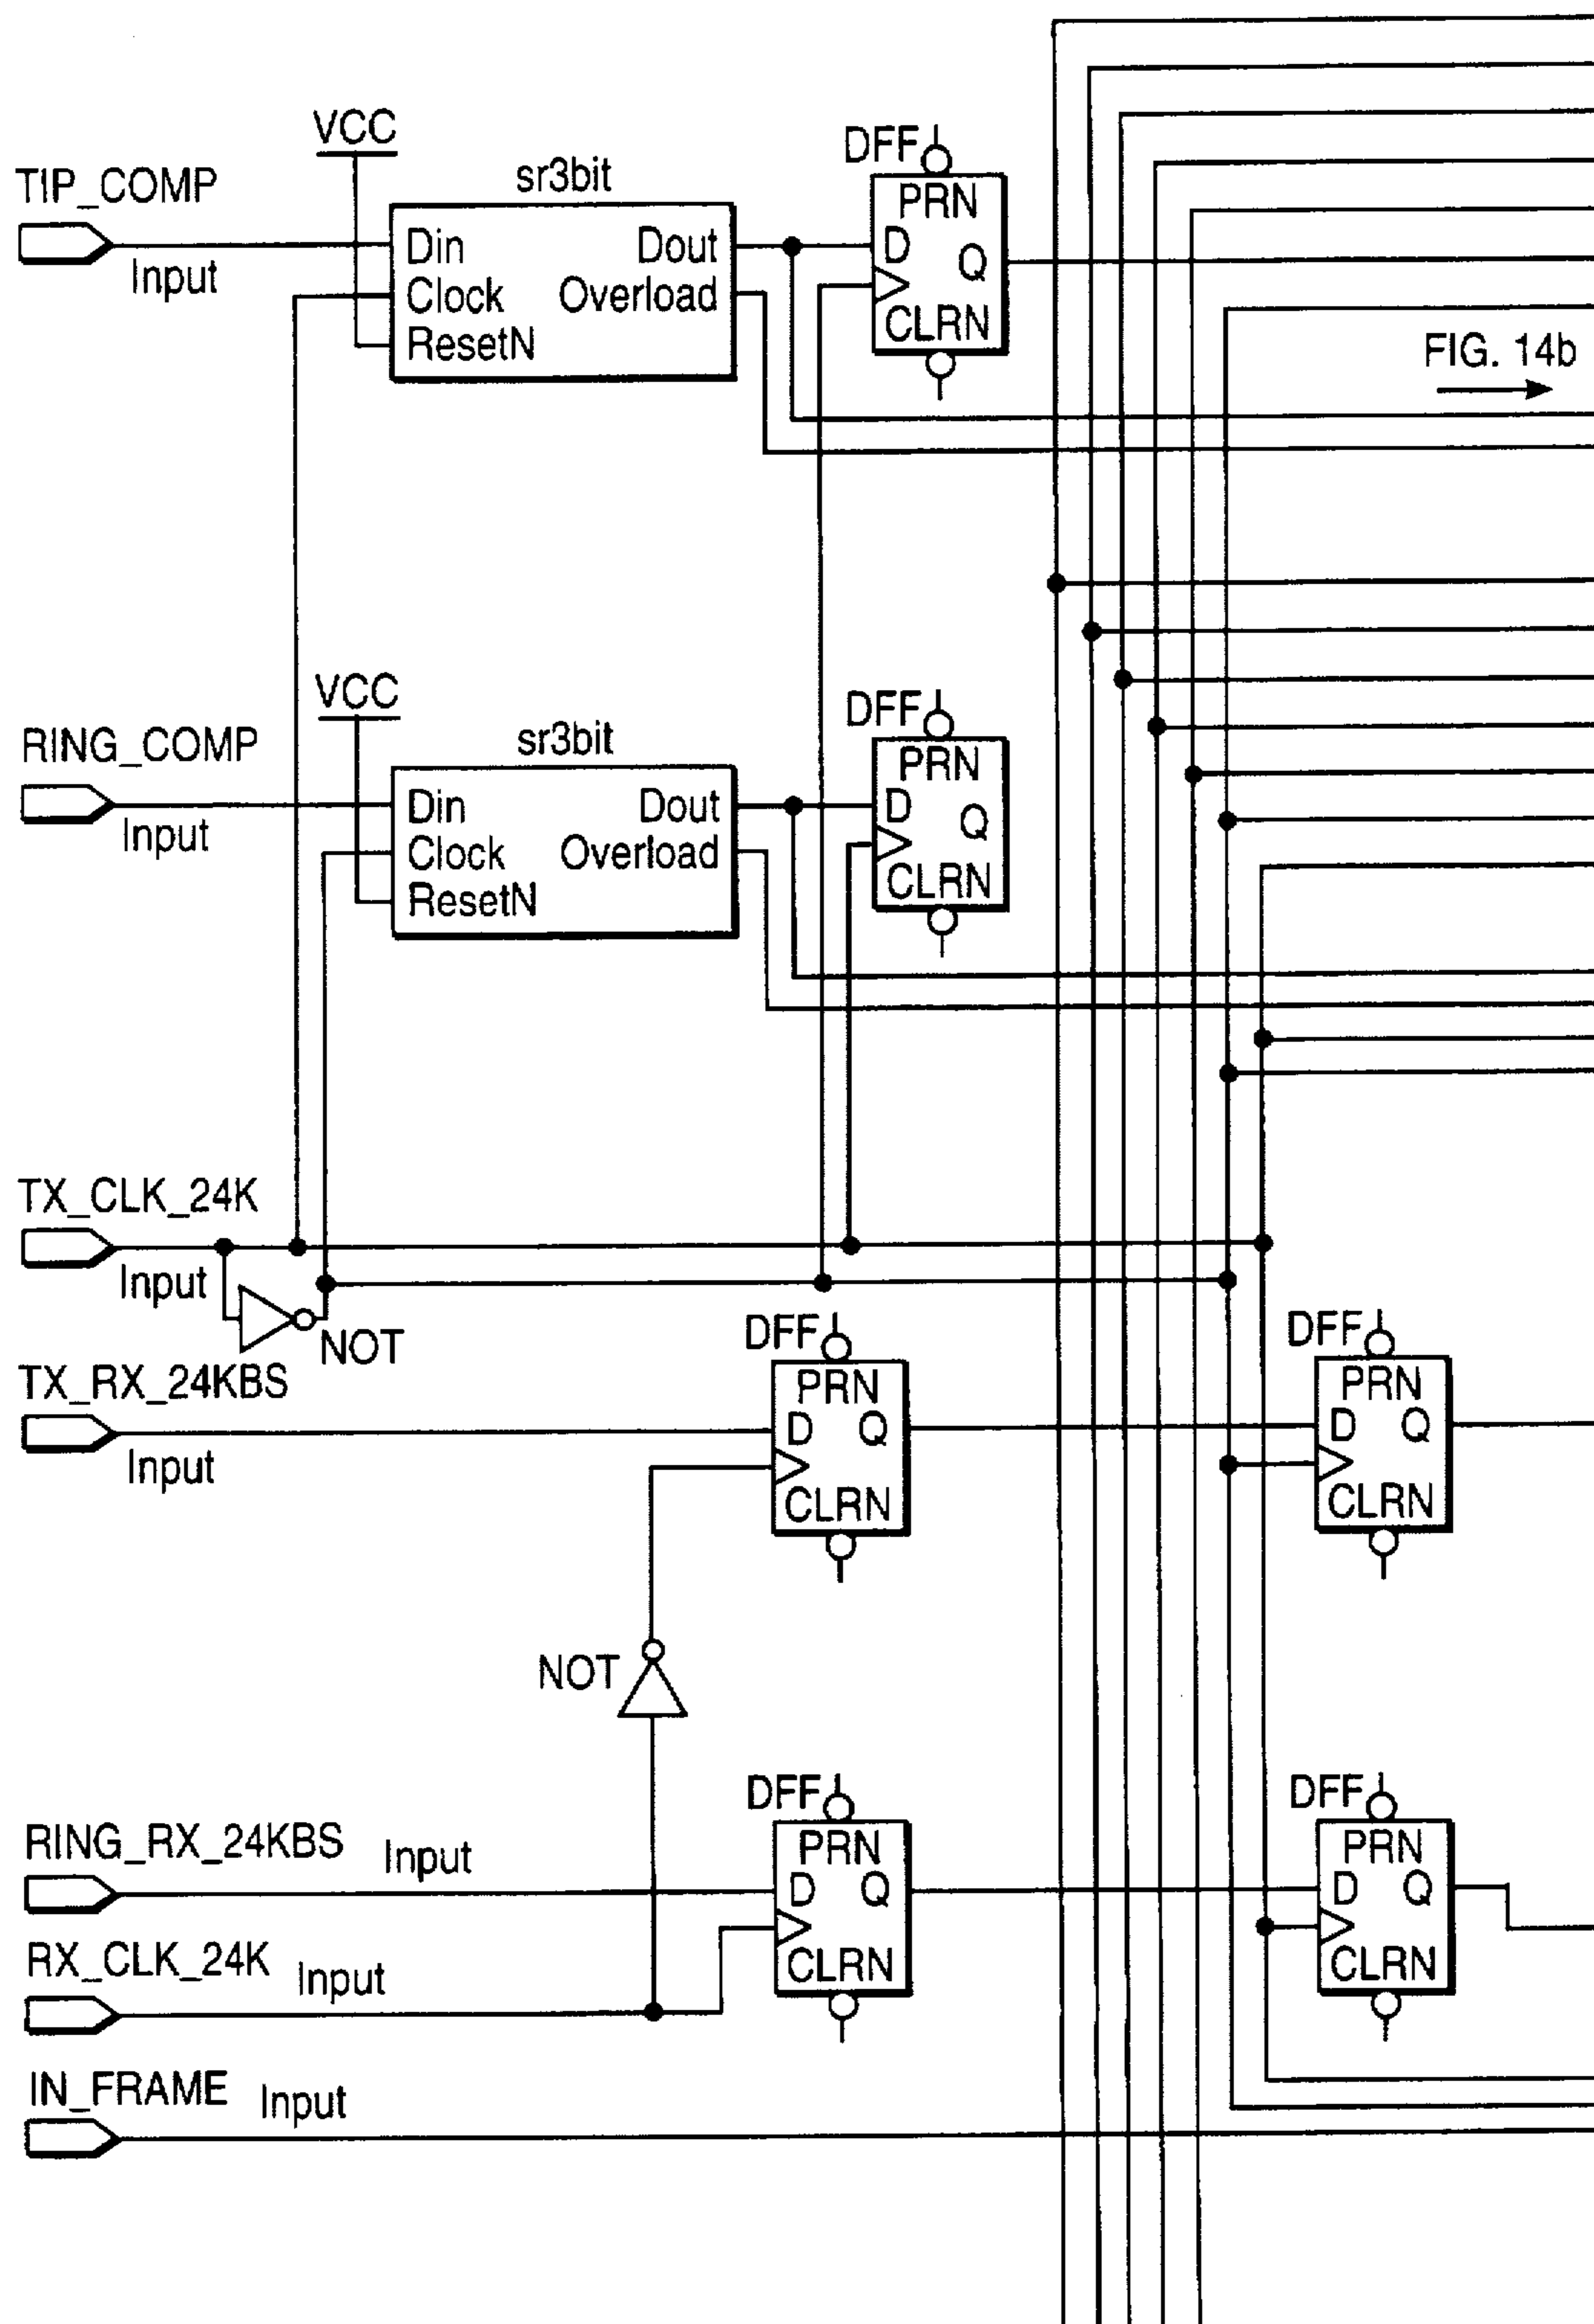 VCC
DFF
TIP_COMP
sr3bit
PRN
Din
Dout
D
Q
Input
Clock
Overload
CLRN
ResetN
FIG. 14b
VCC
DFF
RING_COMP
sr3bit
PRN
Din
Dout
D
Q
Input
Clock
Overload
CLRN
ResetN
TX_CLK_24K
Input
NOT
DFF
DFF
TX_RX_24KBS
PRN
PRN
D
Q
D
Q
Input
CLRN
CLRN
NOT
DFF
DFF
RING_RX_24KBS
Input
PRN
PRN
D
Q
D
Q
RX_CLK_24K
Input
CLRN
CLRN
IN_FRAME
Input